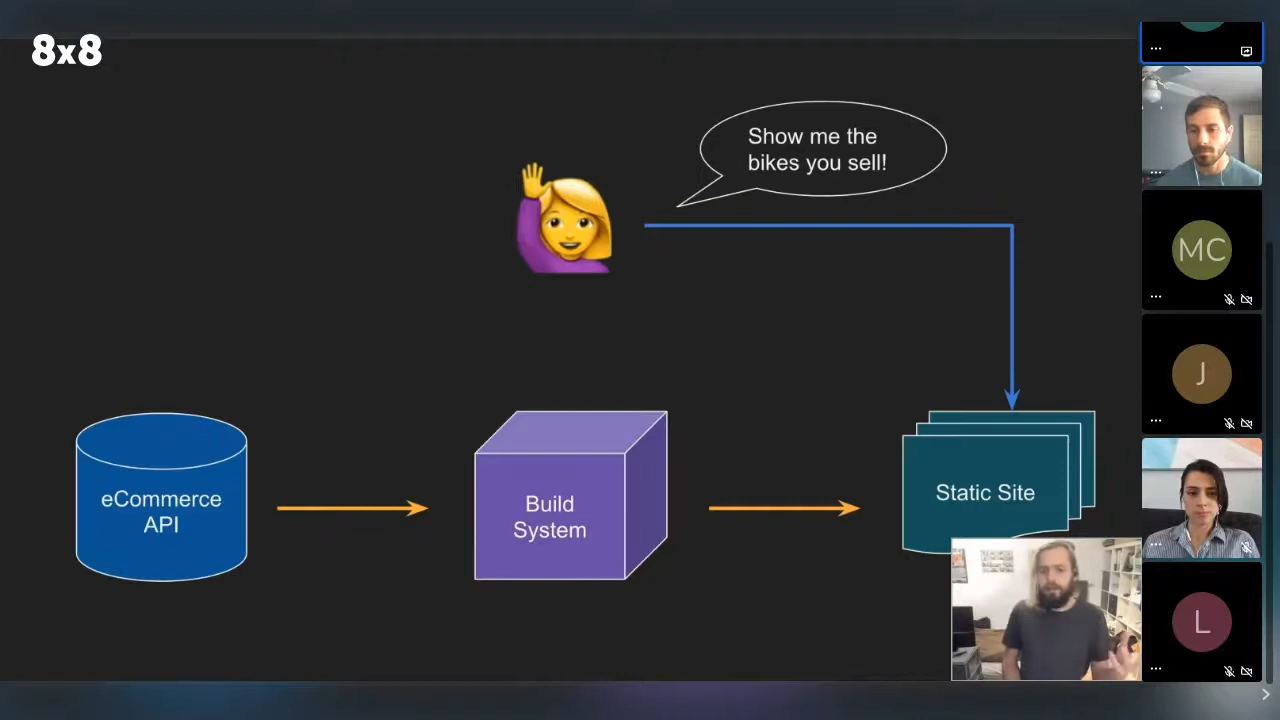 8x8
Show me the
bikes you sell!
MC
J
eCommerce
API
Build
System
Static Site
L